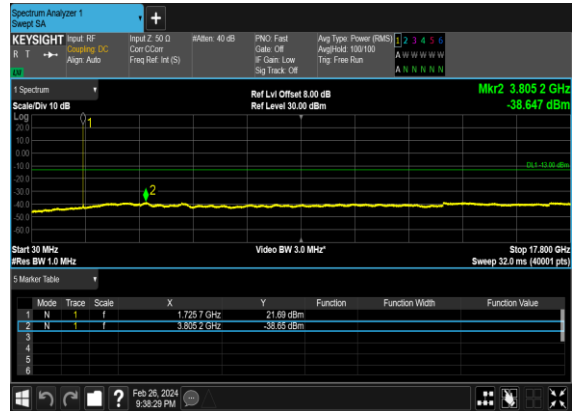 Spectrum Analyzer 1
Swept SA
+
KEYSIGHT Input: RF Input Z: 50 Ω #Atten: 40 dB PNO: Fast Avg Type: Power (RMS) 1 2 3 4 5 6
R T Coupling: DC Corr CCorr Gate: Off Avg|Hold: 100/100 A W W W W W
Align: Auto Freq Ref: Int (S) IF Gain: Low Trig: Free Run A N N N N N
Sig Track: Off
1 Spectrum Ref Lvl Offset 8.00 dB Mkr2 3.805 2 GHz
Scale/Div 10 dB Ref Level 30.00 dBm -38.647 dBm
Log
20.0 1
10.0
0.00
-10.0 DL1 -13.00 dBm
-20.0
-30.0 2
-40.0
-50.0
-60.0
Start 30 MHz Video BW 3.0 MHz* Stop 17.800 GHz
#Res BW 1.0 MHz Sweep 32.0 ms (40001 pts)
5 Marker Table
Mode Trace Scale X Y Function Function Width Function Value
1 N 1 f 1.725 7 GHz 21.69 dBm
2 N 1 f 3.805 2 GHz -38.65 dBm
3
4
5
6
? Feb 26, 2024
9:38:29 PM